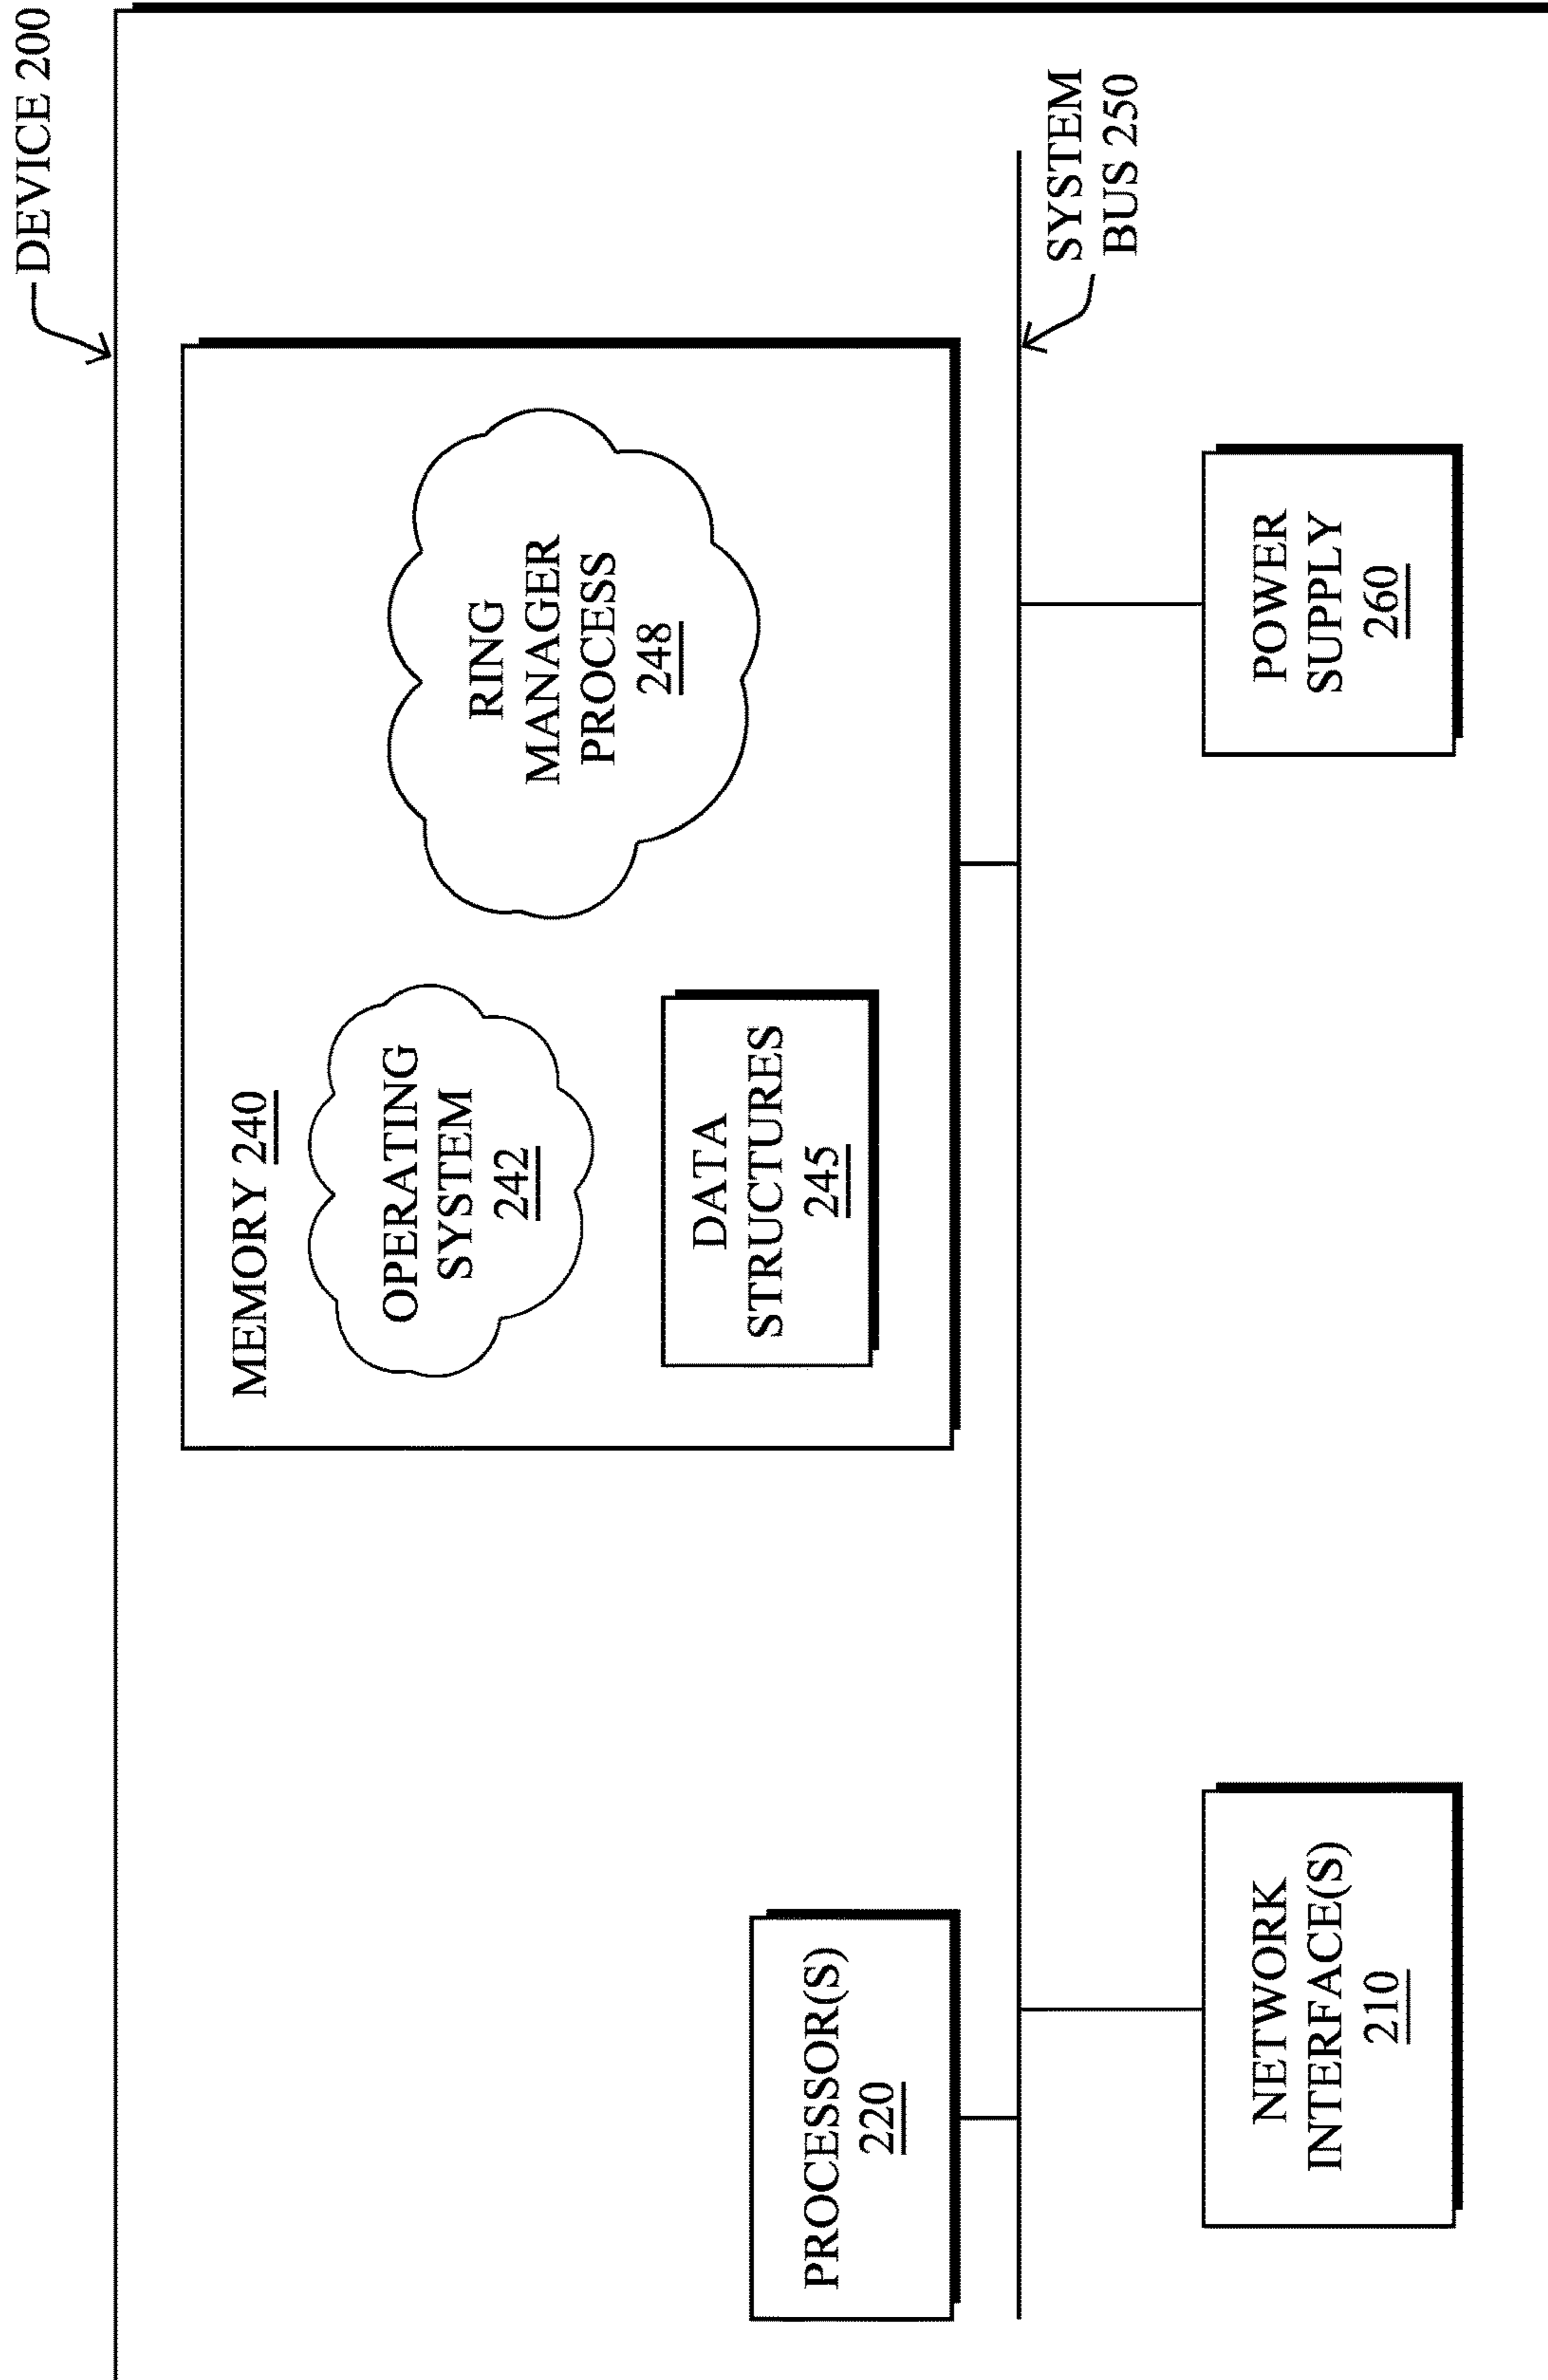 DEVICE 200
MEMORY 240
OPERATING
SYSTEM
242
RING
MANAGER
PROCESS
248
DATA
STRUCTURES
245
PROCESSOR(S)
220
SYSTEM
BUS 250
NETWORK
INTERFACE(S)
210
POWER
SUPPLY
260